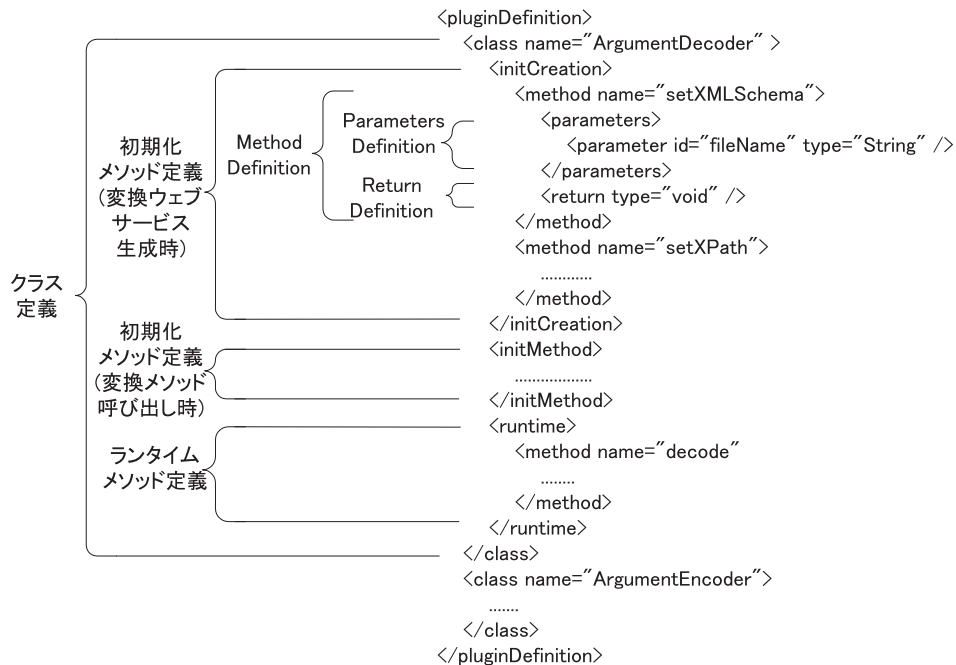 クラス
定義
初期化
メソッド定義
(変換ウェブ
サービス
生成時)
初期化
メソッド定義
(変換メソッド
呼び出し時)
ランタイム
メソッド定義
Method
Definition
Parameters
Definition
Return
Definition
<pluginDefinition>
<class name="ArgumentDecoder" >
<initCreation>
<method name="setXMLSchema">
<parameters>
<parameter id="fileName" type="String" />
</parameters>
<return type="void" />
</method>
<method name="setXPath">
............
</method>
</initCreation>
<initMethod>
..................
</initMethod>
<runtime>
<method name="decode"
........
</method>
</runtime>
</class>
<class name="ArgumentEncoder">
.......
</class>
</pluginDefinition>